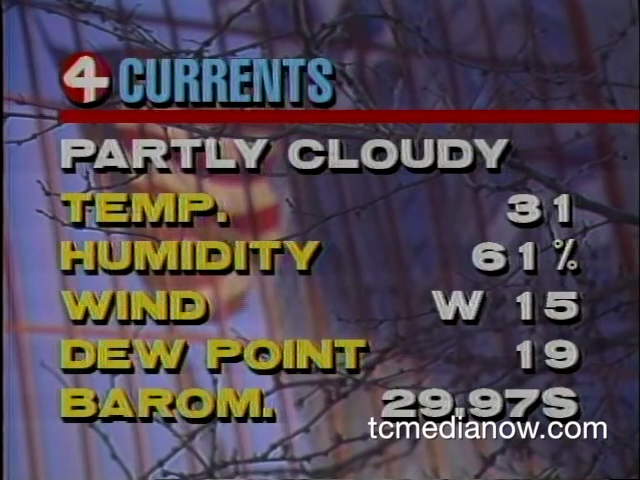 4 CURRENTS
PARTLY CLOUDY
TEMP. 31
HUMIDITY 61%
WIND W 15
DEW POINT 19
BAROM. 29.97S
tcmedianow.com